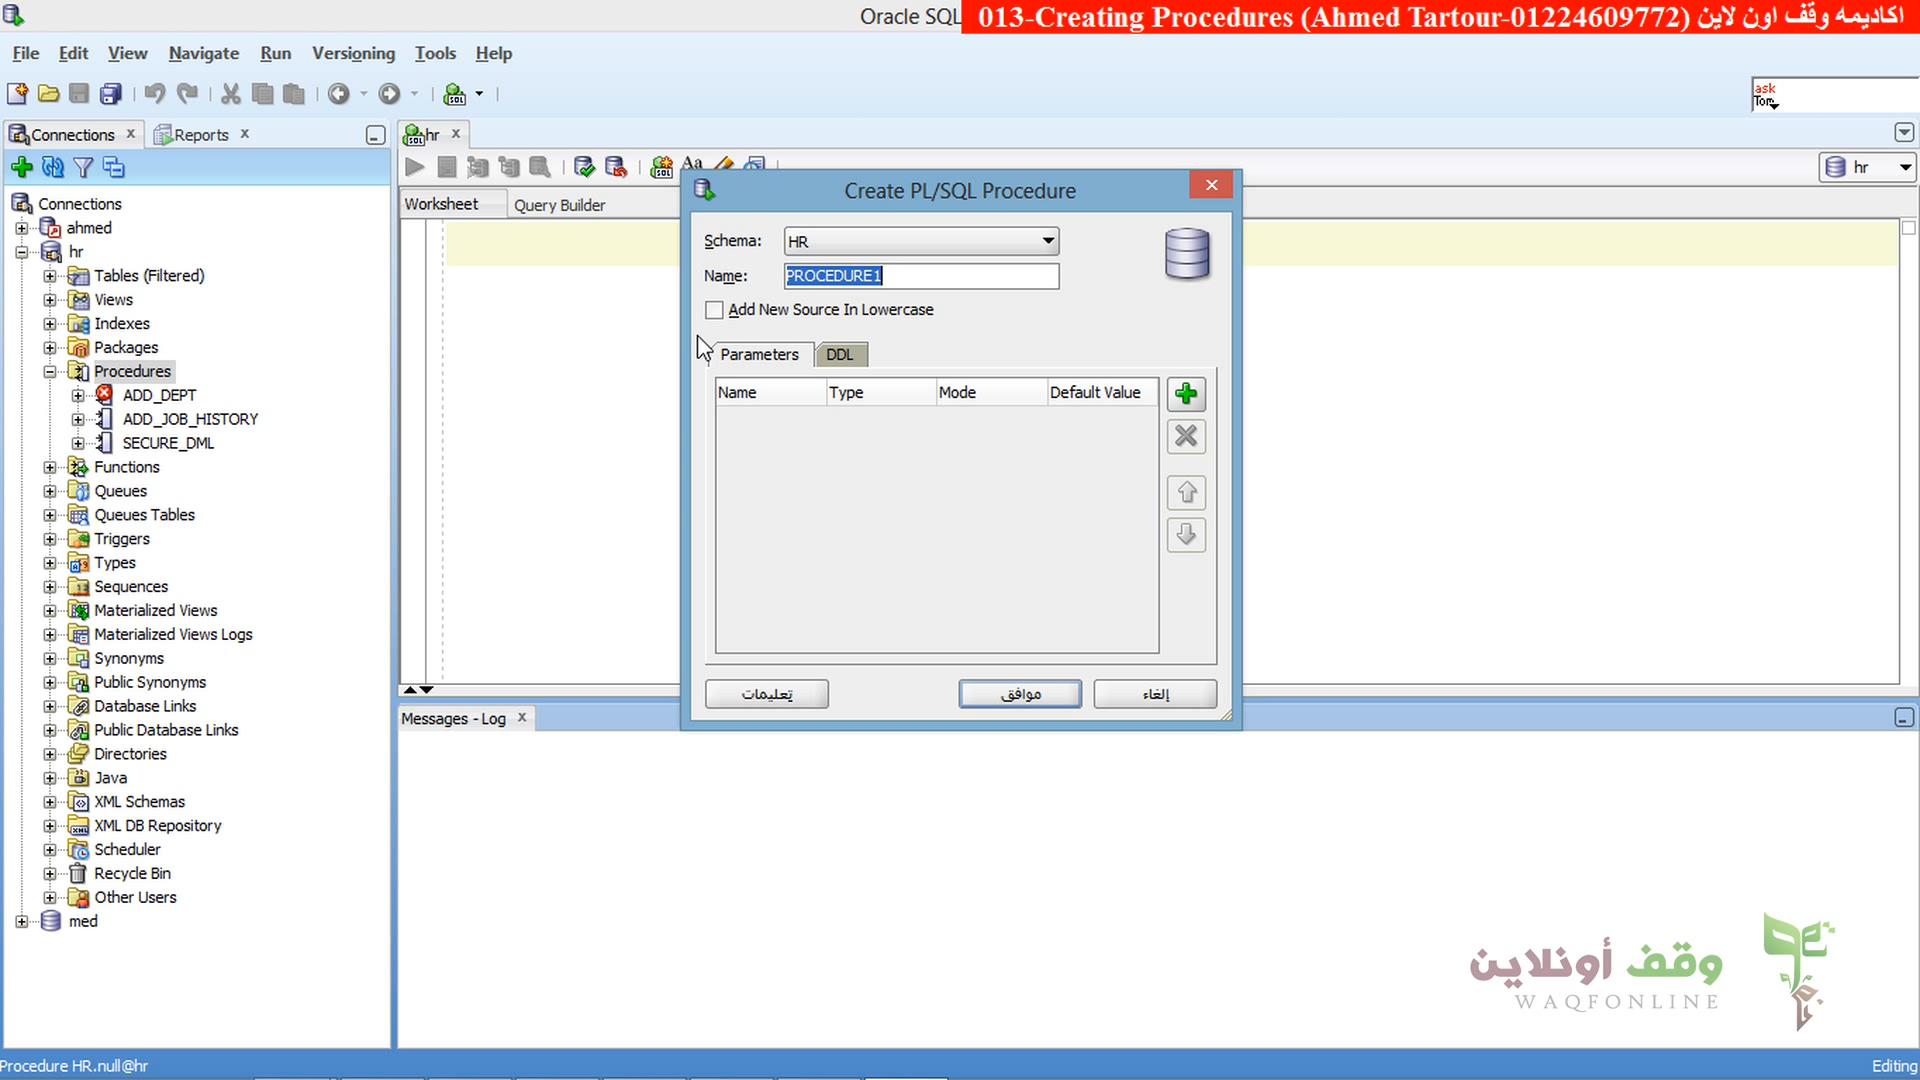 Oracle SQL
013-Creating Procedures (Ahmed Tartour-01224609772) اكاديمه وقف اون لاين
File Edit View Navigate Run Versioning Tools Help
SQL
ask
Tom
Connections x Reports x
SQL hr x
hr
Aa
Worksheet Query Builder
Connections
ahmed
hr
Tables (Filtered)
Views
Indexes
Packages
Procedures
ADD_DEPT
ADD_JOB_HISTORY
SECURE_DML
Functions
Queues
Queues Tables
Triggers
Types
Sequences
Materialized Views
Materialized Views Logs
Synonyms
Public Synonyms
Database Links
Public Database Links
Directories
Java
XML Schemas
XML DB Repository
Scheduler
Recycle Bin
Other Users
med
Create PL/SQL Procedure
Schema: HR
Name: PROCEDURE1
Add New Source In Lowercase
Parameters DDL
Name Type Mode Default Value
تعليمات موافق إلغاء
Messages - Log x
وقف أونلاين
WAQFONLINE
Procedure HR.null@hr
Editing